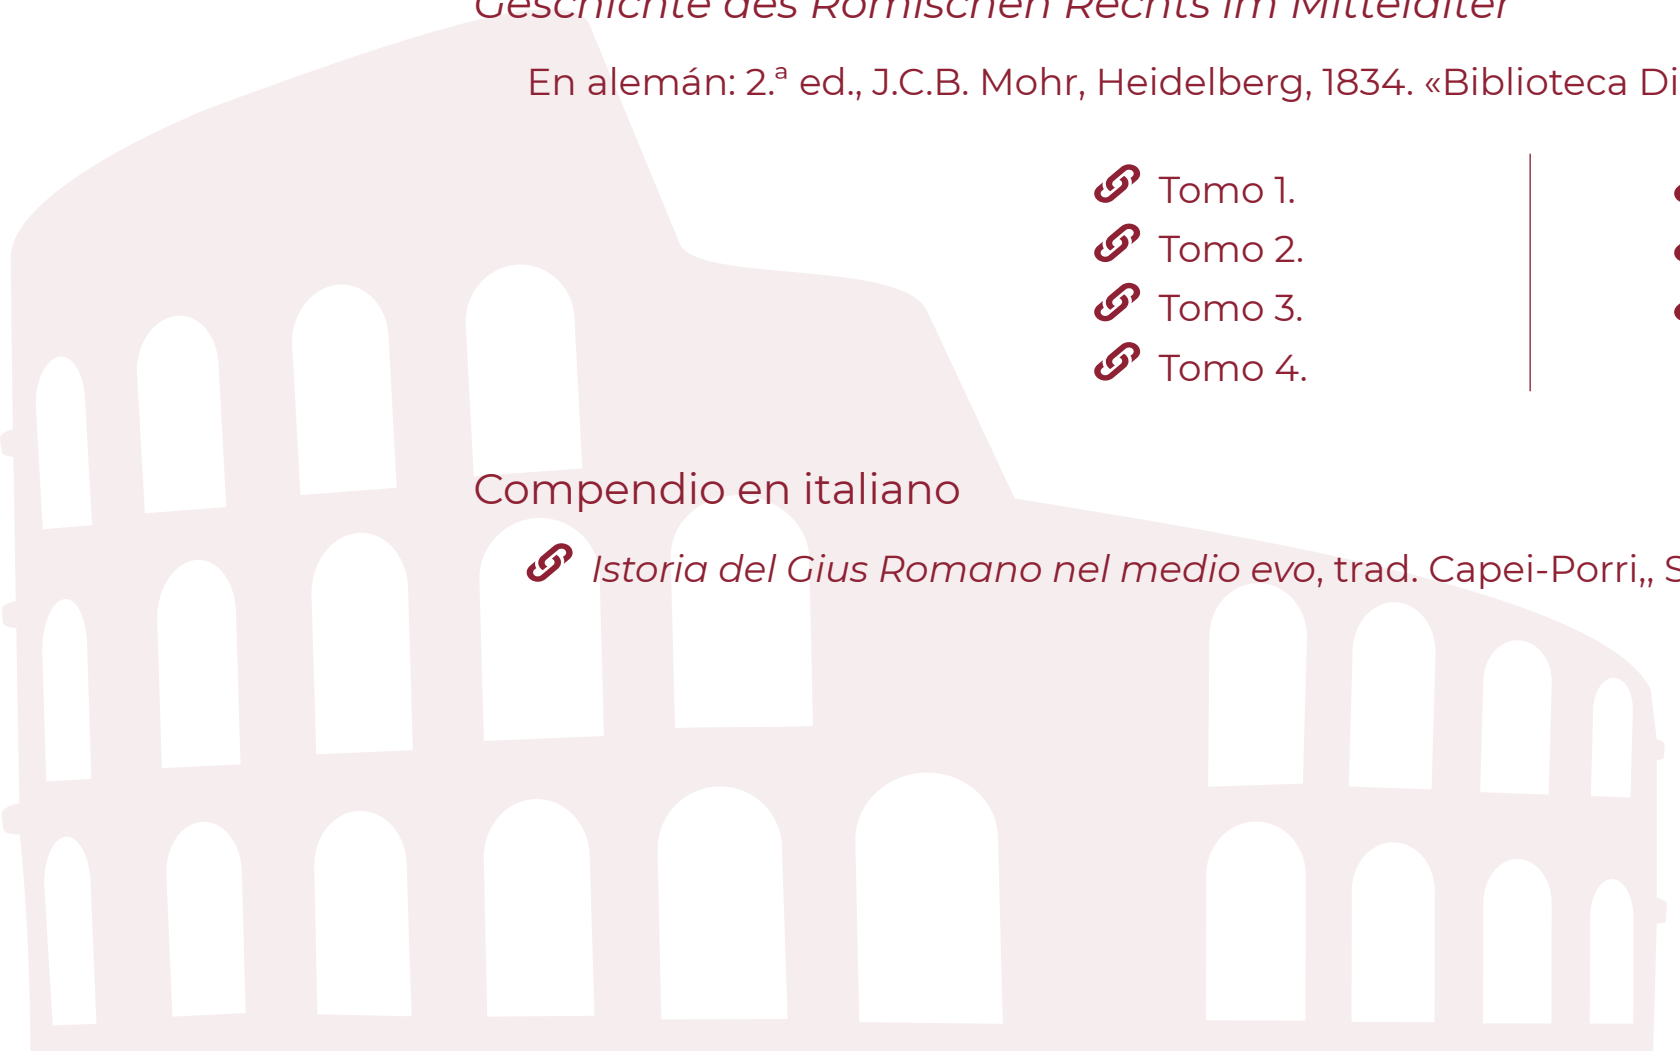 Geschichte des Römischen Rechts im Mittelalter
En alemán: 2.ª ed., J.C.B. Mohr, Heidelberg, 1834. «Biblioteca Di
Tomo 1.
Tomo 2.
Tomo 3.
Tomo 4.
Compendio en italiano
Istoria del Gius Romano nel medio evo, trad. Capei-Porri,, S